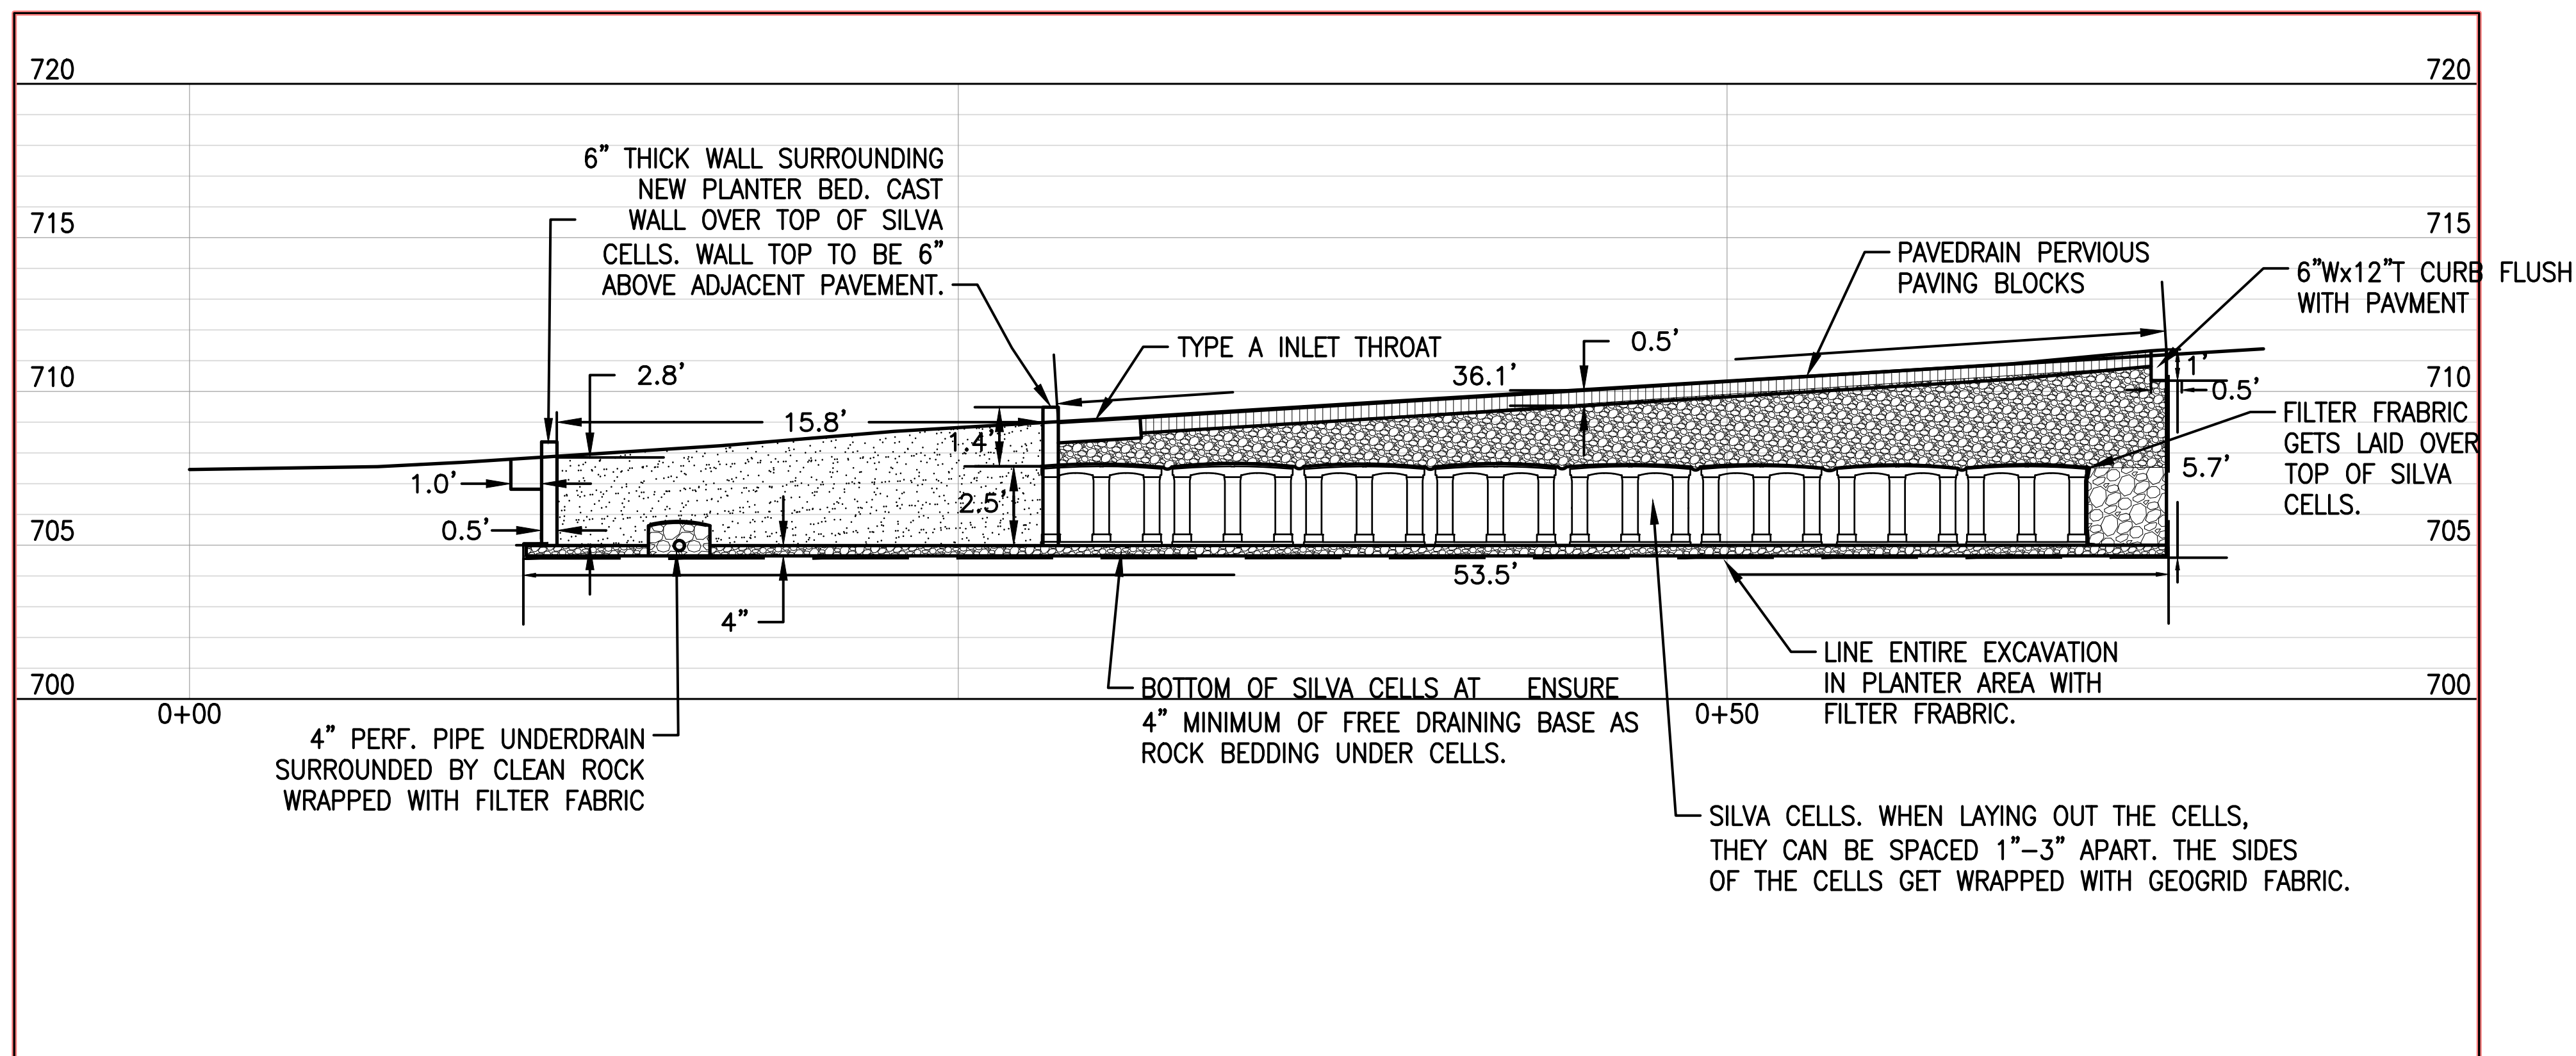 720
720
6” THICK WALL SURROUNDING
NEW PLANTER BED. CAST
WALL OVER TOP OF SILVA
CELLS. WALL TOP TO BE 6”
ABOVE ADJACENT PAVEMENT.
715
715
PAVEDRAIN PERVIOUS
PAVING BLOCKS
6”Wx12”T CURB FLUSH
WITH PAVMENT
TYPE A INLET THROAT
0.5’
1’
710
2.8’
36.1’
710
0.5’
15.8’
1.4’
FILTER FRABRIC
GETS LAID OVER
TOP OF SILVA
CELLS.
5.7’
1.0’
2.5’
0.5’
705
705
53.5’
4”
LINE ENTIRE EXCAVATION
IN PLANTER AREA WITH
FILTER FRABRIC.
700
700
BOTTOM OF SILVA CELLS AT ENSURE
4” MINIMUM OF FREE DRAINING BASE AS
ROCK BEDDING UNDER CELLS.
0+00
0+50
4” PERF. PIPE UNDERDRAIN
SURROUNDED BY CLEAN ROCK
WRAPPED WITH FILTER FABRIC
SILVA CELLS. WHEN LAYING OUT THE CELLS,
THEY CAN BE SPACED 1”-3” APART. THE SIDES
OF THE CELLS GET WRAPPED WITH GEOGRID FABRIC.